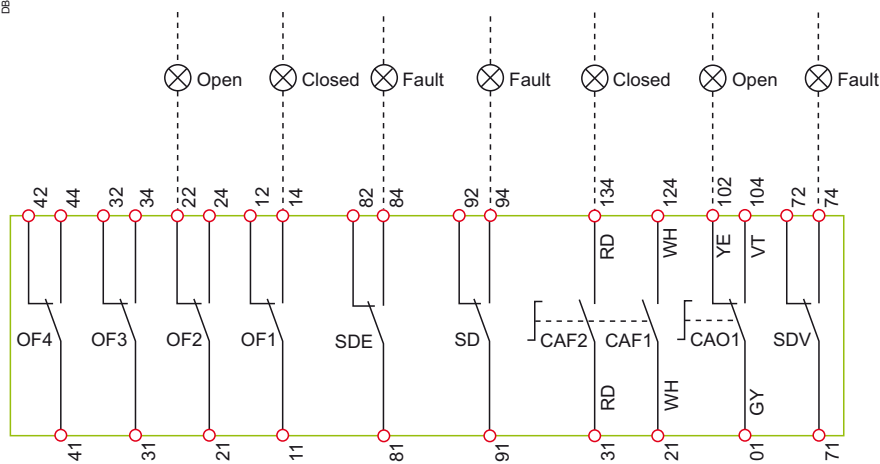 DB
Open Closed Fault Fault Closed Open Fault
42 44 32 34 22 24 12 14 82 84 92 94 134 124 102 104 72 74
RD WH YE VT
OF4 OF3 OF2 OF1 SDE SD CAF2 CAF1 CAO1 SDV
RD WH GY
41 31 21 11 81 91 31 21 01 71